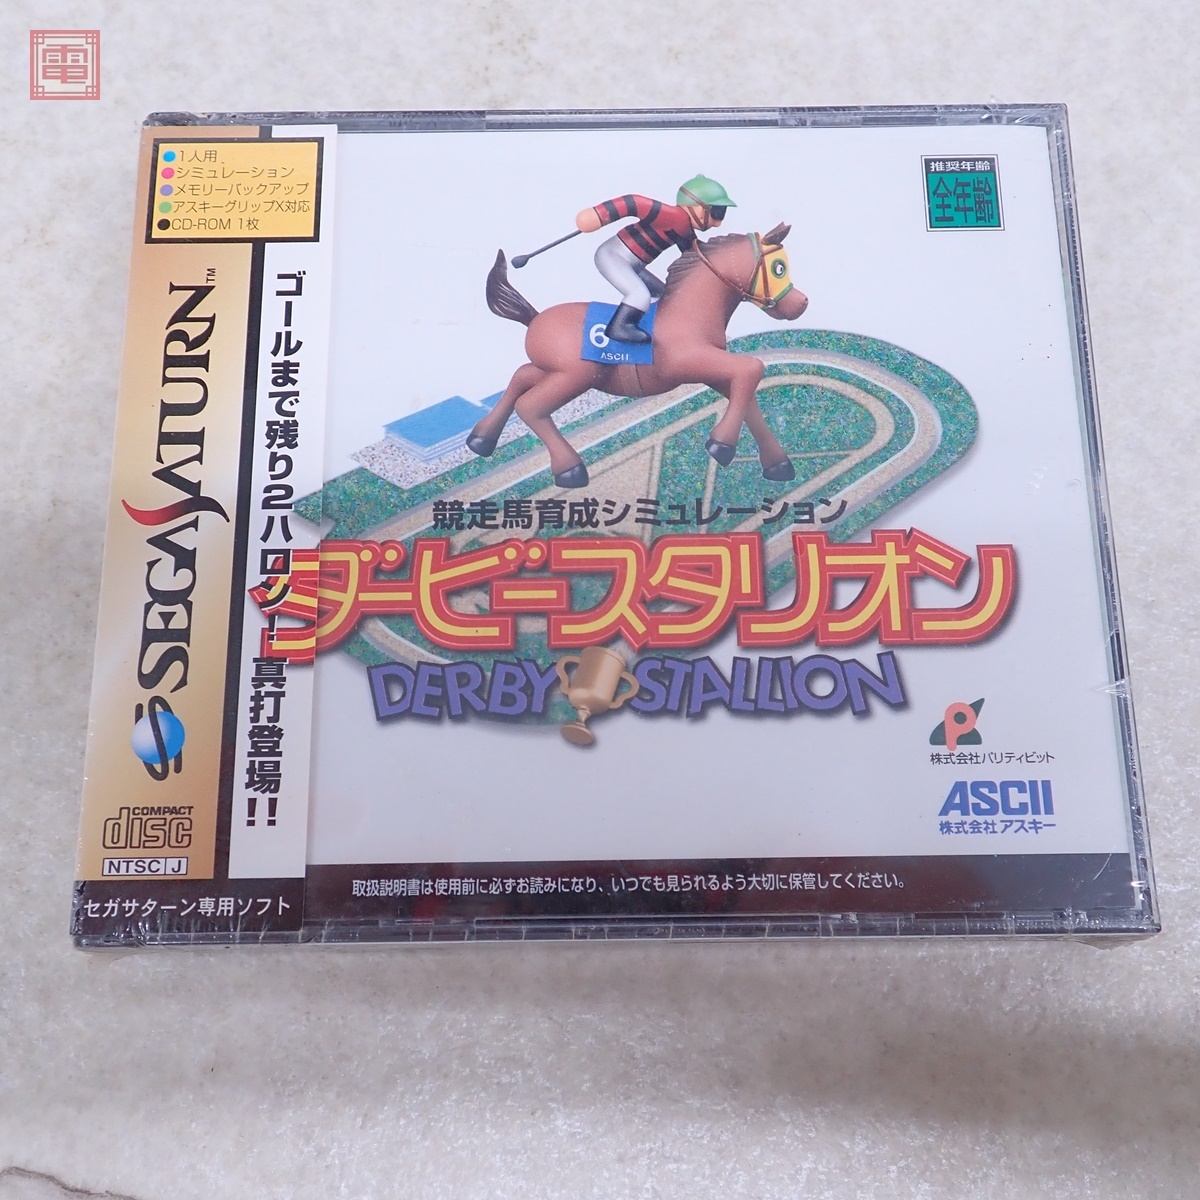 電
●1人用
●シミュレーション
●メモリーバックアップ
●アスキーグリップX対応
●CD-ROM 1枚
SEGA SATURN™
ゴールまで残り2ハロン! 真打登場!!
COMPACT
disc
NTSC J
セガサターン専用ソフト
推奨年齢
全年齢
6
ASCII
競走馬育成シミュレーション
ダービースタリオン
DERBY STALLION
P
株式会社パリティビット
ASCII
株式会社アスキー
取扱説明書は使用前に必ずお読みになり、いつでも見られるよう大切に保管してください。